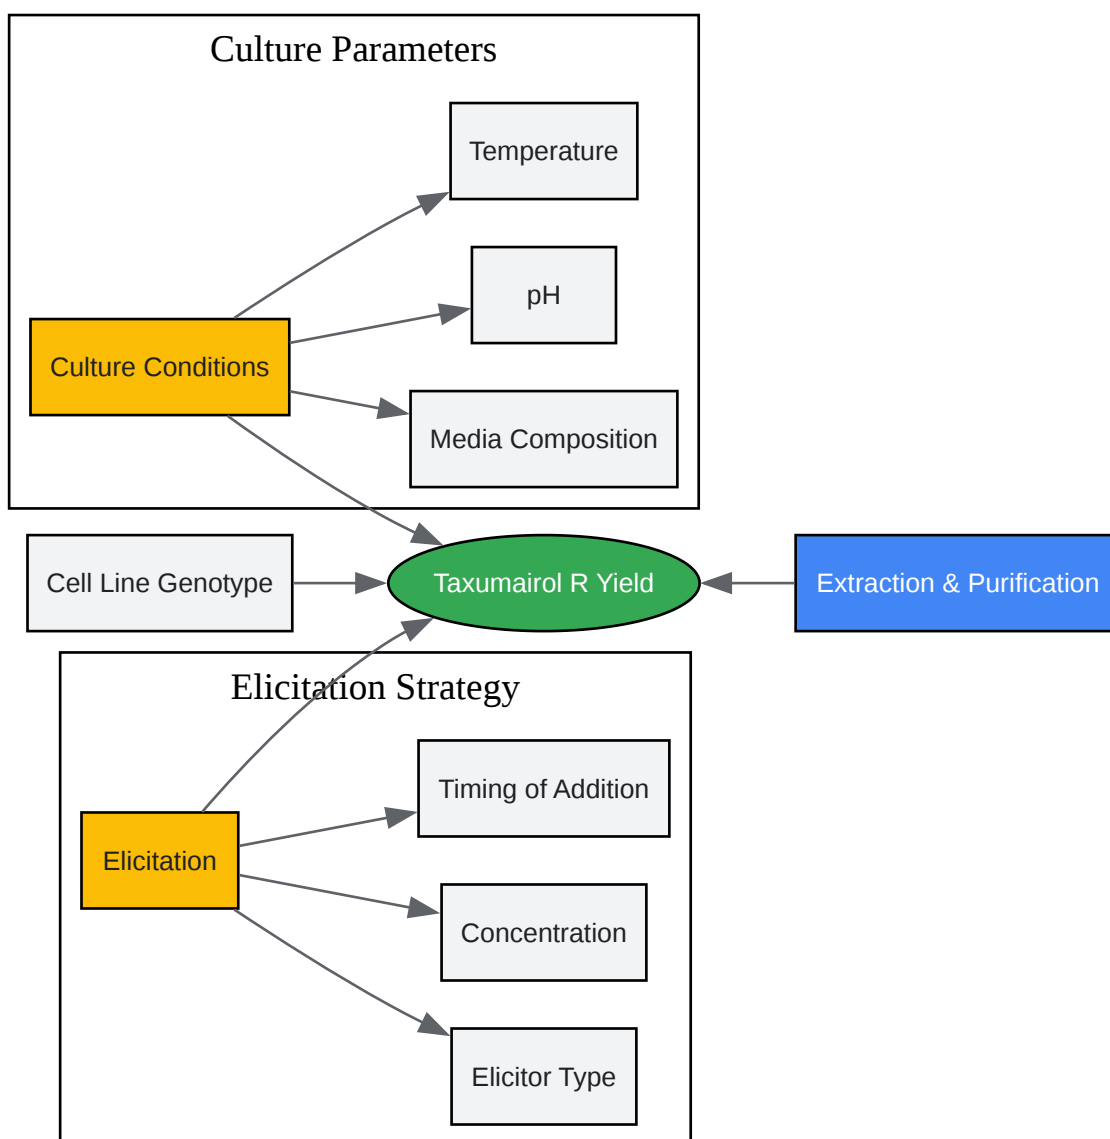 Culture Parameters
Temperature
pH
Culture Conditions
Media Composition
Cell Line Genotype
Taxumairol R Yield
Extraction & Purification
Elicitation Strategy
Timing of Addition
Elicitation
Concentration
Elicitor Type